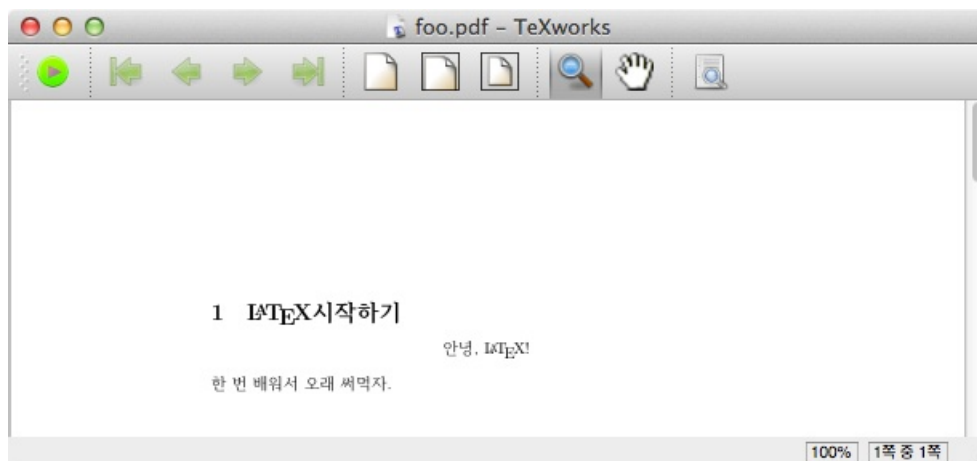 foo.pdf – TeXworks
1 LATEX시작하기
안녕, LATEX!
한 번 배워서 오래 써먹자.
100% 1쪽 중 1쪽